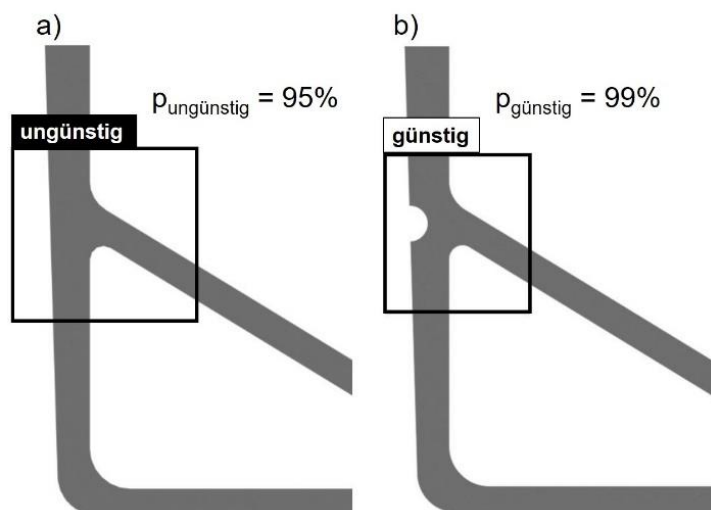 a)
p_ungünstig = 95%
ungünstig
b)
p_günstig = 99%
günstig